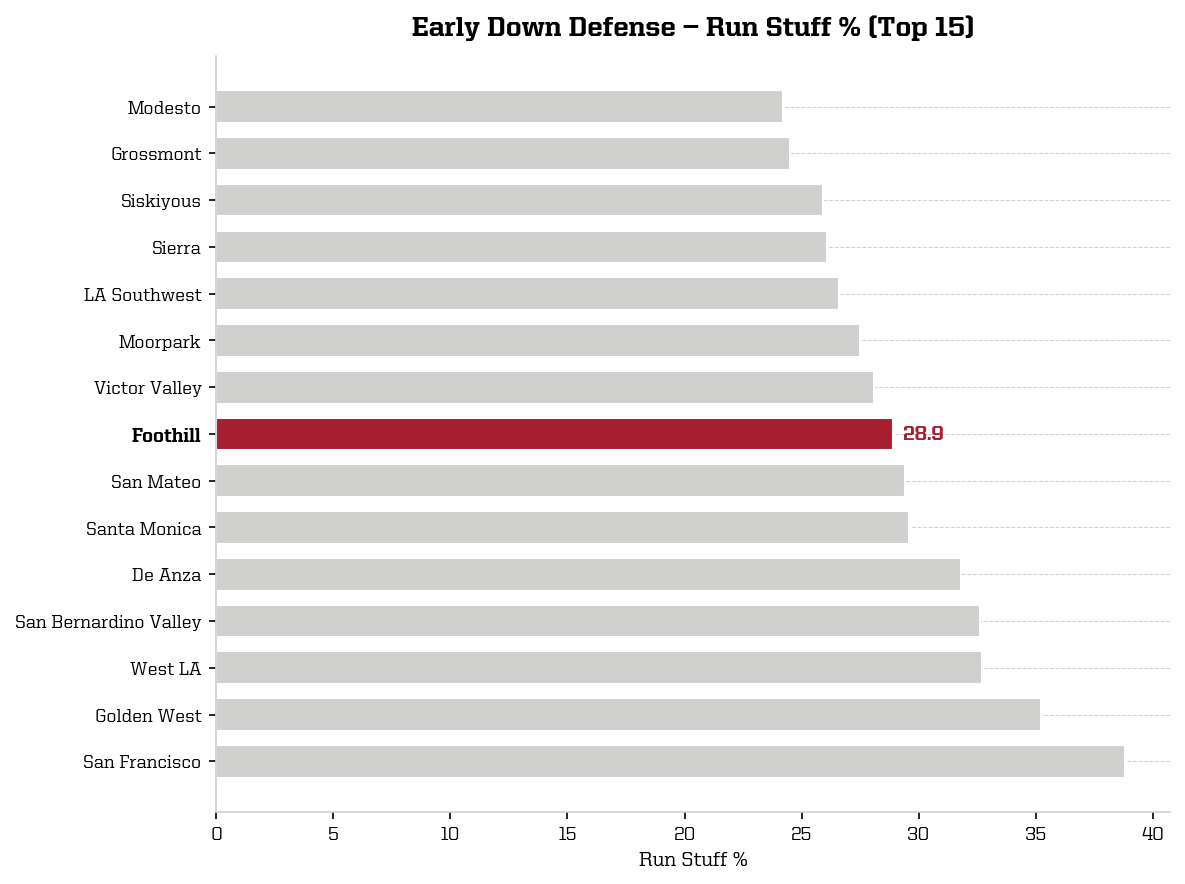 Early Down Defense – Run Stuff % (Top 15)
Modesto
Grossmont
Siskiyous
Sierra
LA Southwest
Moorpark
Victor Valley
Foothill 28.9
San Mateo
Santa Monica
De Anza
San Bernardino Valley
West LA
Golden West
San Francisco
0 5 10 15 20 25 30 35 40
Run Stuff %